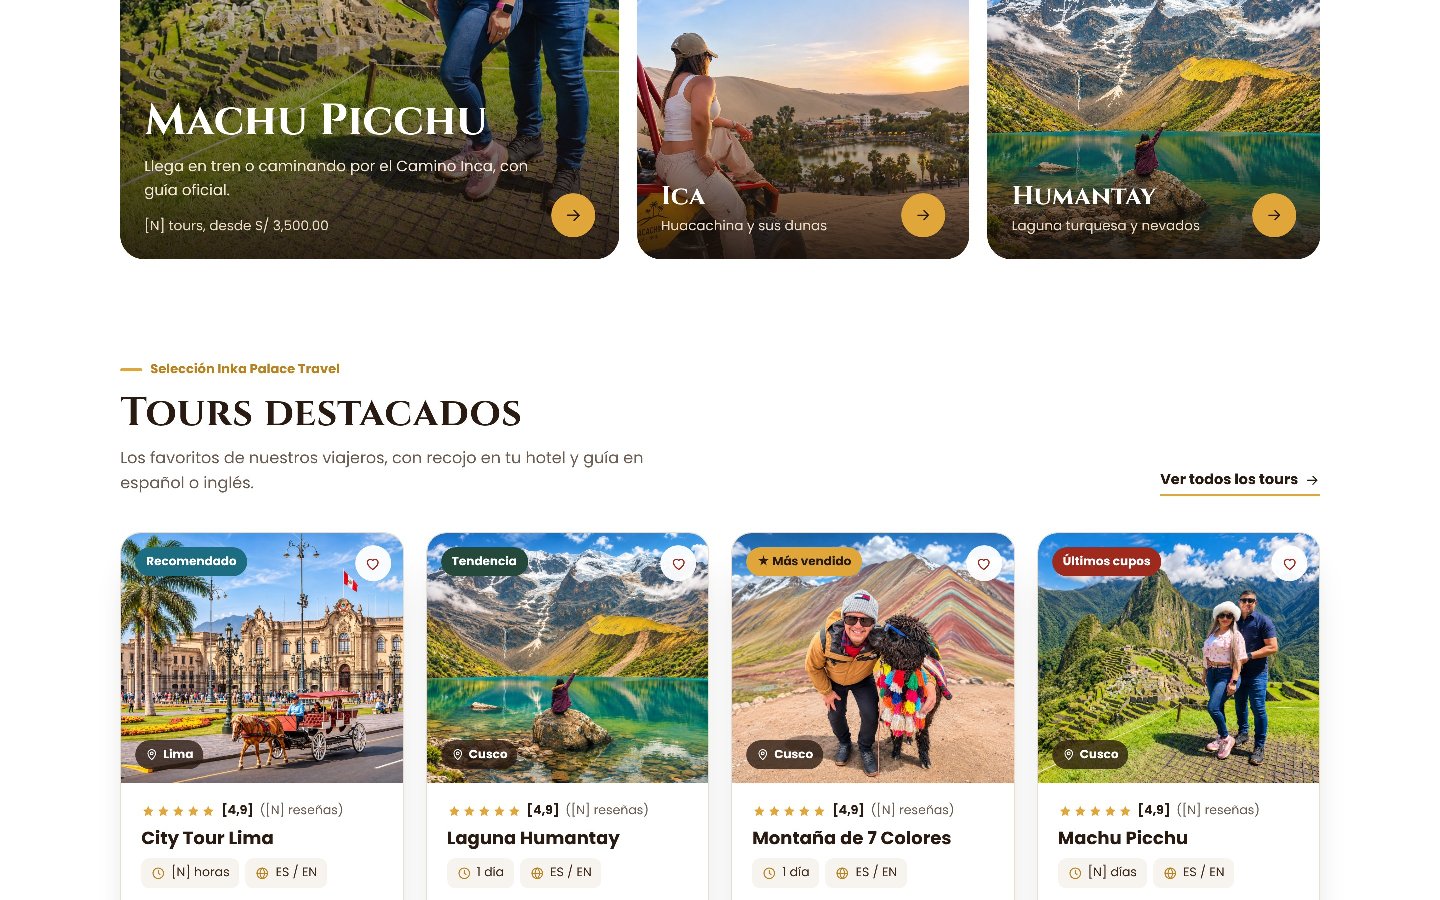 Machu Picchu
Llega en tren o caminando por el Camino Inca, con
guía oficial.
[N] tours, desde S/ 3,500.00
Ica
Huacachina y sus dunas
Humantay
Laguna turquesa y nevados
Selección Inka Palace Travel
Tours destacados
Los favoritos de nuestros viajeros, con recojo en tu hotel y guía en
español o inglés.
Ver todos los tours
Recomendado
Tendencia
★ Más vendido
Últimos cupos
Lima
Cusco
Cusco
Cusco
[4,9] ([N] reseñas)
[4,9] ([N] reseñas)
[4,9] ([N] reseñas)
[4,9] ([N] reseñas)
City Tour Lima
Laguna Humantay
Montaña de 7 Colores
Machu Picchu
[N] horas
ES / EN
1 día
ES / EN
1 día
ES / EN
[N] días
ES / EN